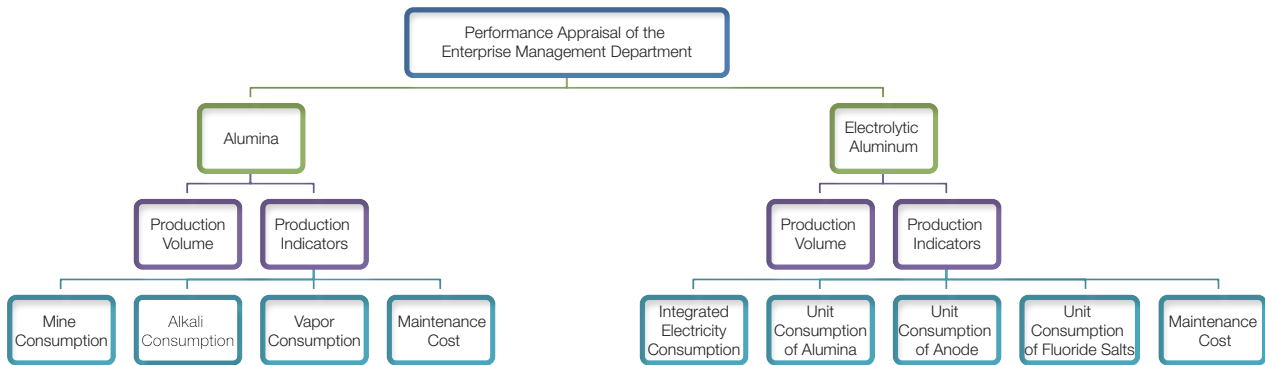 Performance Appraisal of the
Enterprise Management Department
Alumina
Electrolytic
Aluminum
Production
Volume
Production
Indicators
Production
Volume
Production
Indicators
Mine
Consumption
Alkali
Consumption
Vapor
Consumption
Maintenance
Cost
Integrated
Electricity
Consumption
Unit
Consumption
of Alumina
Unit
Consumption
of Anode
Unit
Consumption
of Fluoride Salts
Maintenance
Cost